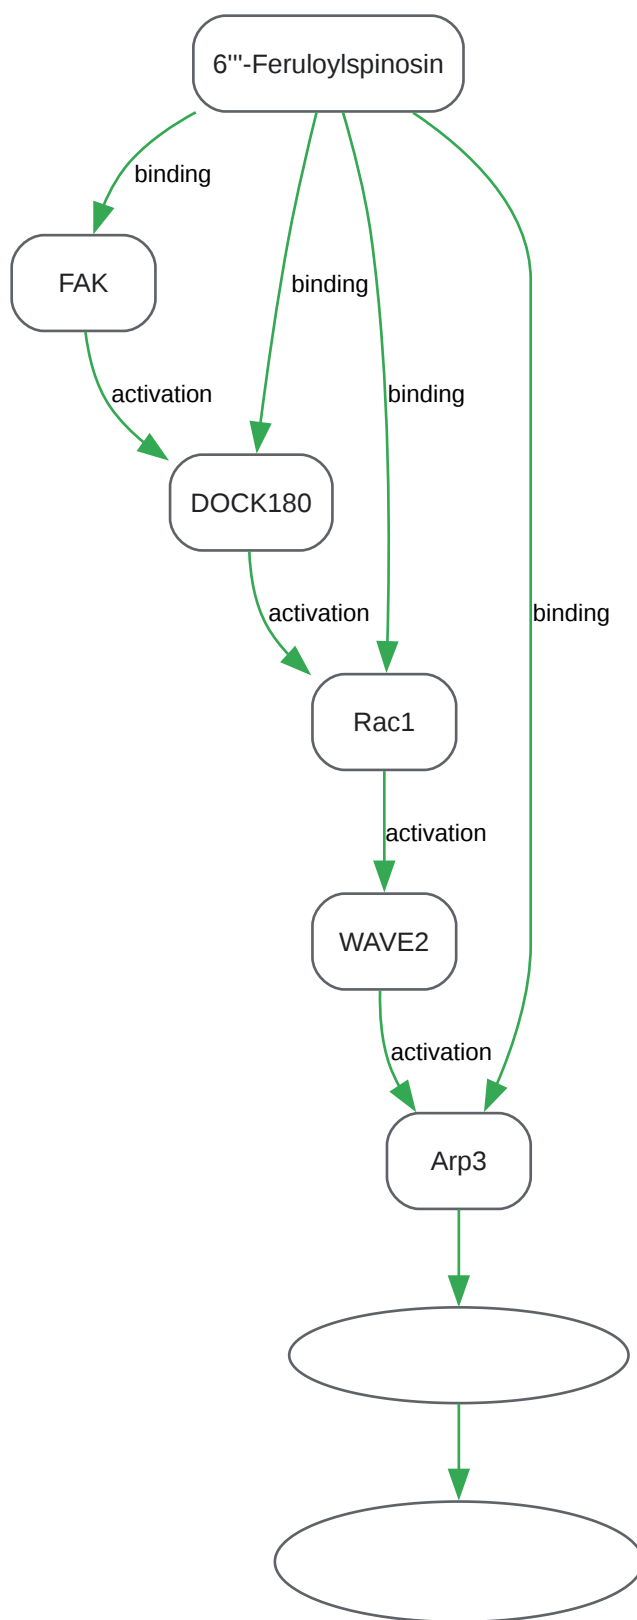 6'''-Feruloylspinosin
binding
FAK
binding
activation
binding
DOCK180
activation
binding
Rac1
activation
WAVE2
activation
Arp3